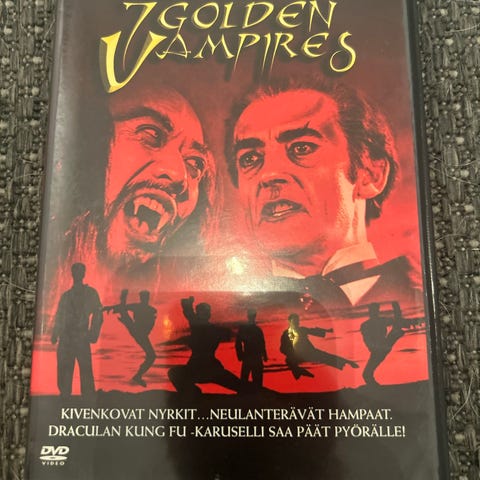 7 GOLDEN
VAMPIRES
KIVENKOVAT NYRKIT...NEULANTERÄVÄT HAMPAAT.
DRACULAN KUNG FU -KARUSELLI SAA PÄÄT PYÖRÄLLE!
DVD
VIDEO